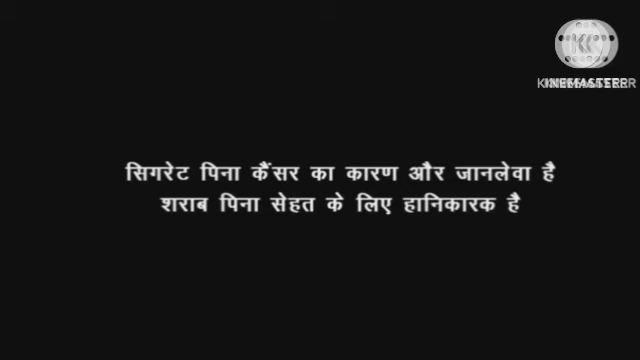 सिगरेट पिना कैंसर का कारण और जानलेवा है
शराब पिना सेहत के लिए हानिकारक है